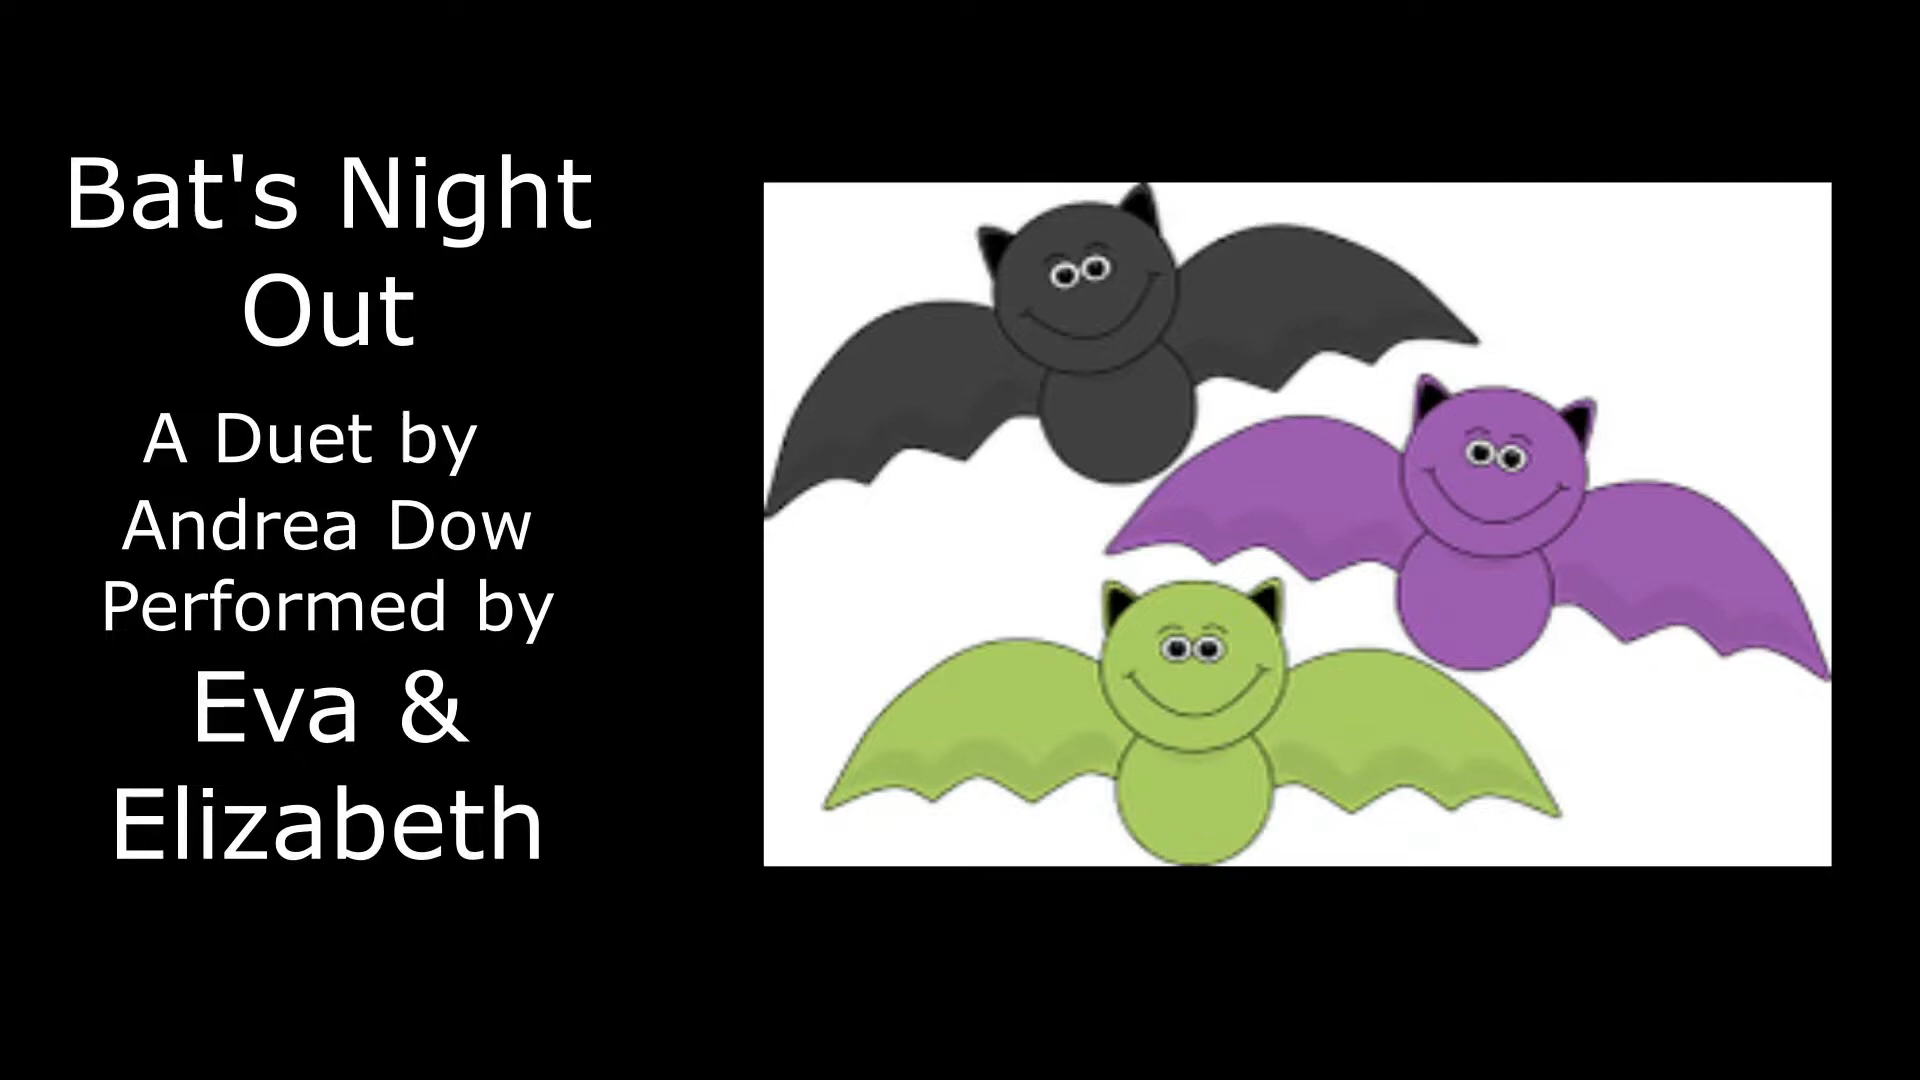 Bat's Night
Out
A Duet by
Andrea Dow
Performed by
Eva &
Elizabeth